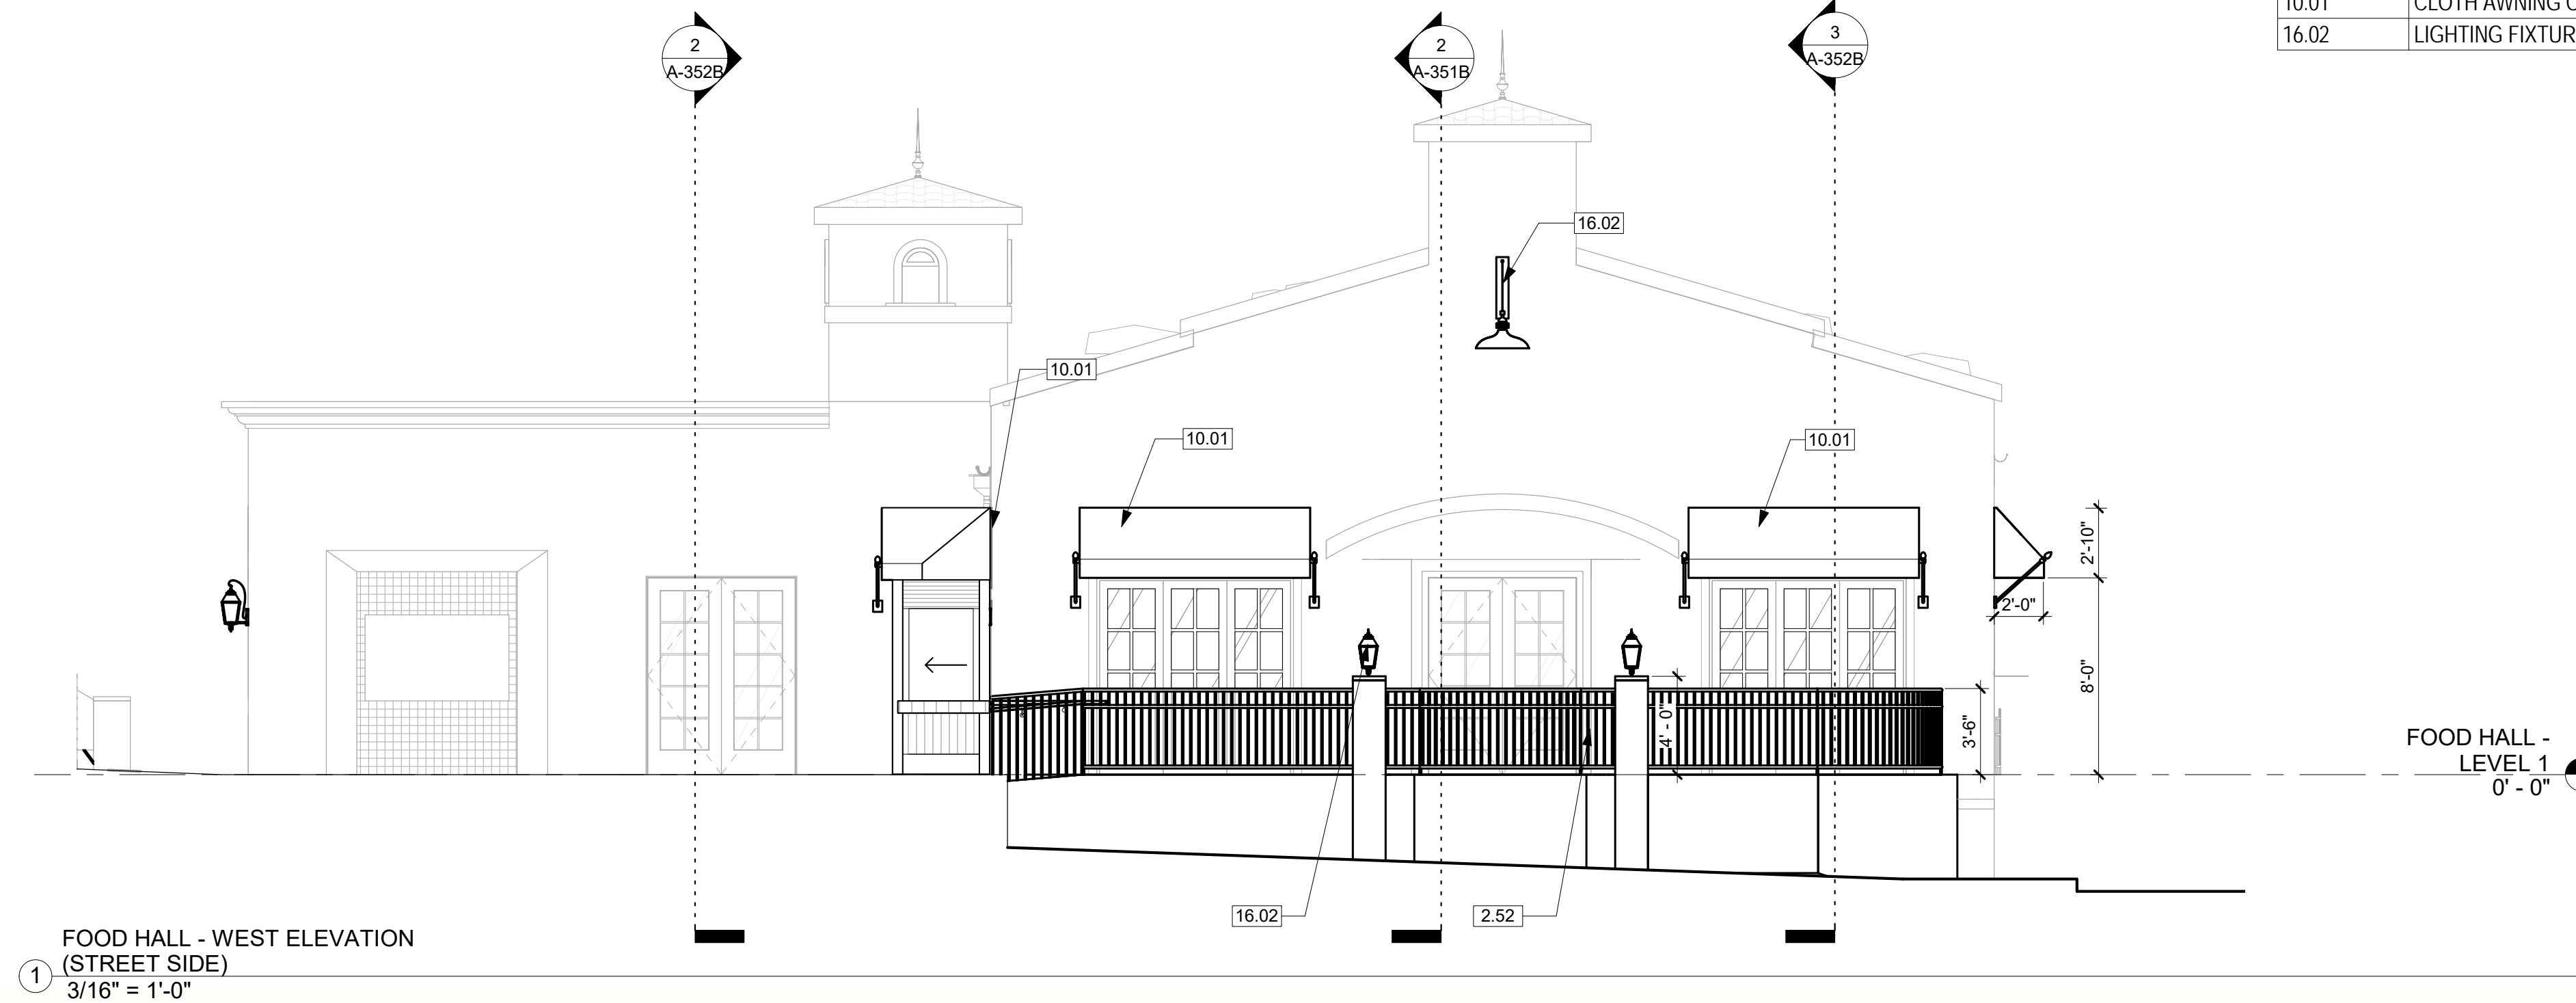 10.01
16.02 LIGHTING FIXTUR
2
A-352B
2
A-351B
3
A-352B
16.02
10.01
10.01
10.01
2'-10"
2'-0"
8'-0"
4' - 0"
3'-6"
FOOD HALL -
LEVEL 1
0' - 0"
16.02
2.52
FOOD HALL - WEST ELEVATION
(STREET SIDE)
1
3/16" = 1'-0"